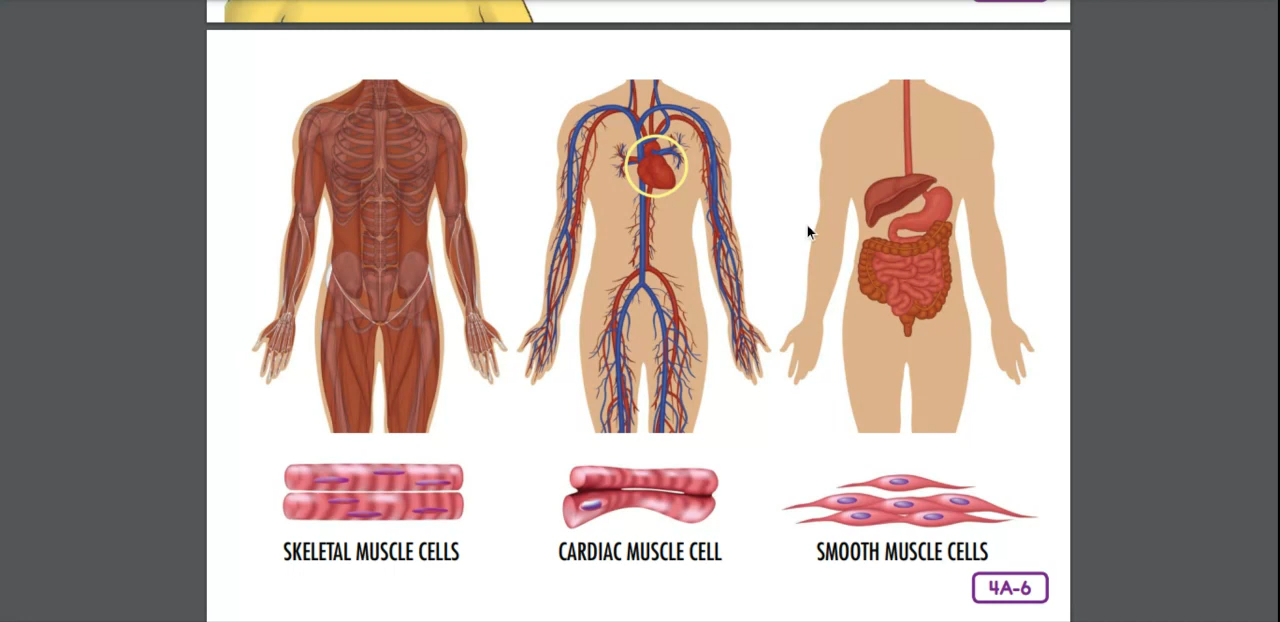 SKELETAL MUSCLE CELLS
CARDIAC MUSCLE CELL
SMOOTH MUSCLE CELLS
4A-6